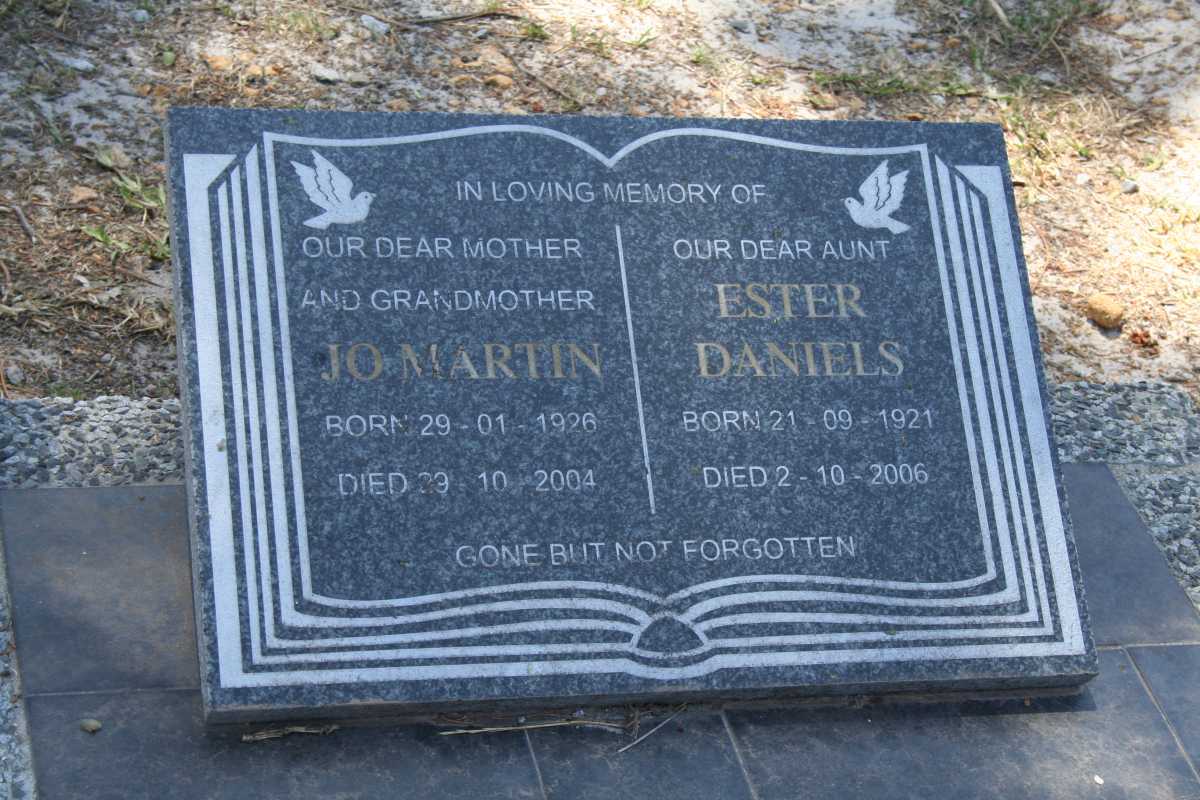 IN LOVING MEMORY OF
OUR DEAR MOTHER
AND GRANDMOTHER
JO MARTIN
BORN 29 - 01 - 1926
DIED 29 - 10 - 2004
OUR DEAR AUNT
ESTER
DANIELS
BORN 21 - 09 - 1921
DIED 2 - 10 - 2006
GONE BUT NOT FORGOTTEN